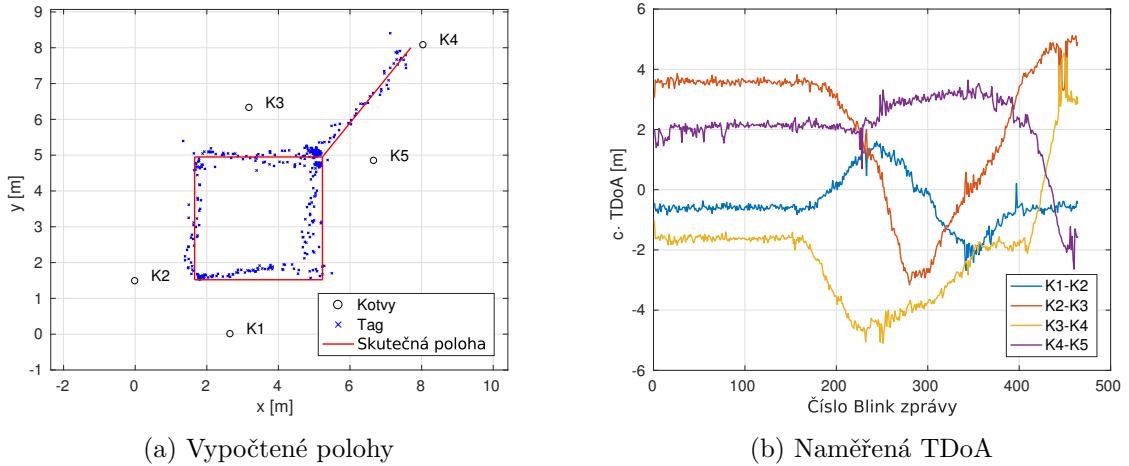 9
8
7
6
5
4
3
2
1
0
-1
-2 0 2 4 6 8 10
y [m]
x [m]
K4
K3
K5
K2
K1
Kotvy
Tag
Skutečná poloha
(a) Vypočtené polohy
6
4
2
0
-2
-4
-6
0 100 200 300 400 500
c· TDoA [m]
Číslo Blink zprávy
K1-K2
K2-K3
K3-K4
K4-K5
(b) Naměřená TDoA